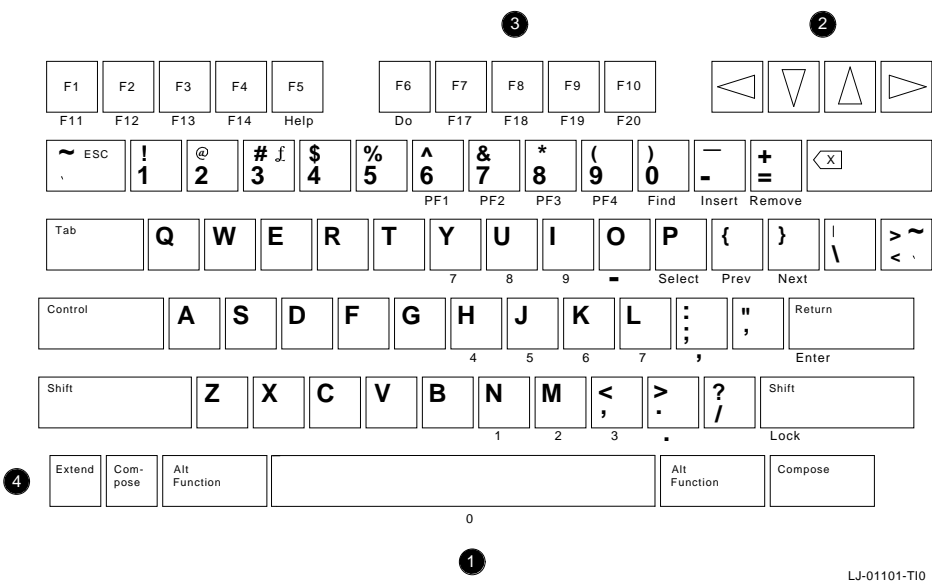 3 2
F1 F2 F3 F4 F5 F6 F7 F8 F9 F10
F11 F12 F13 F14 Help Do F17 F18 F19 F20
~ ESC ! @ # £ $ % ^ & * ( ) — +
` 1 2 3 4 5 6 7 8 9 0 - = X
PF1 PF2 PF3 PF4 Find Insert Remove
Tab Q W E R T Y U I O P { } | > ~
\ < `
7 8 9 - Select Prev Next
Control A S D F G H J K L : " Return
; '
4 5 6 7 , Enter
Shift Z X C V B N M < > ? Shift
, . /
1 2 3 . Lock
4 Extend Com- Alt Alt Compose
pose Function Function
0
1
LJ-01101-TI0